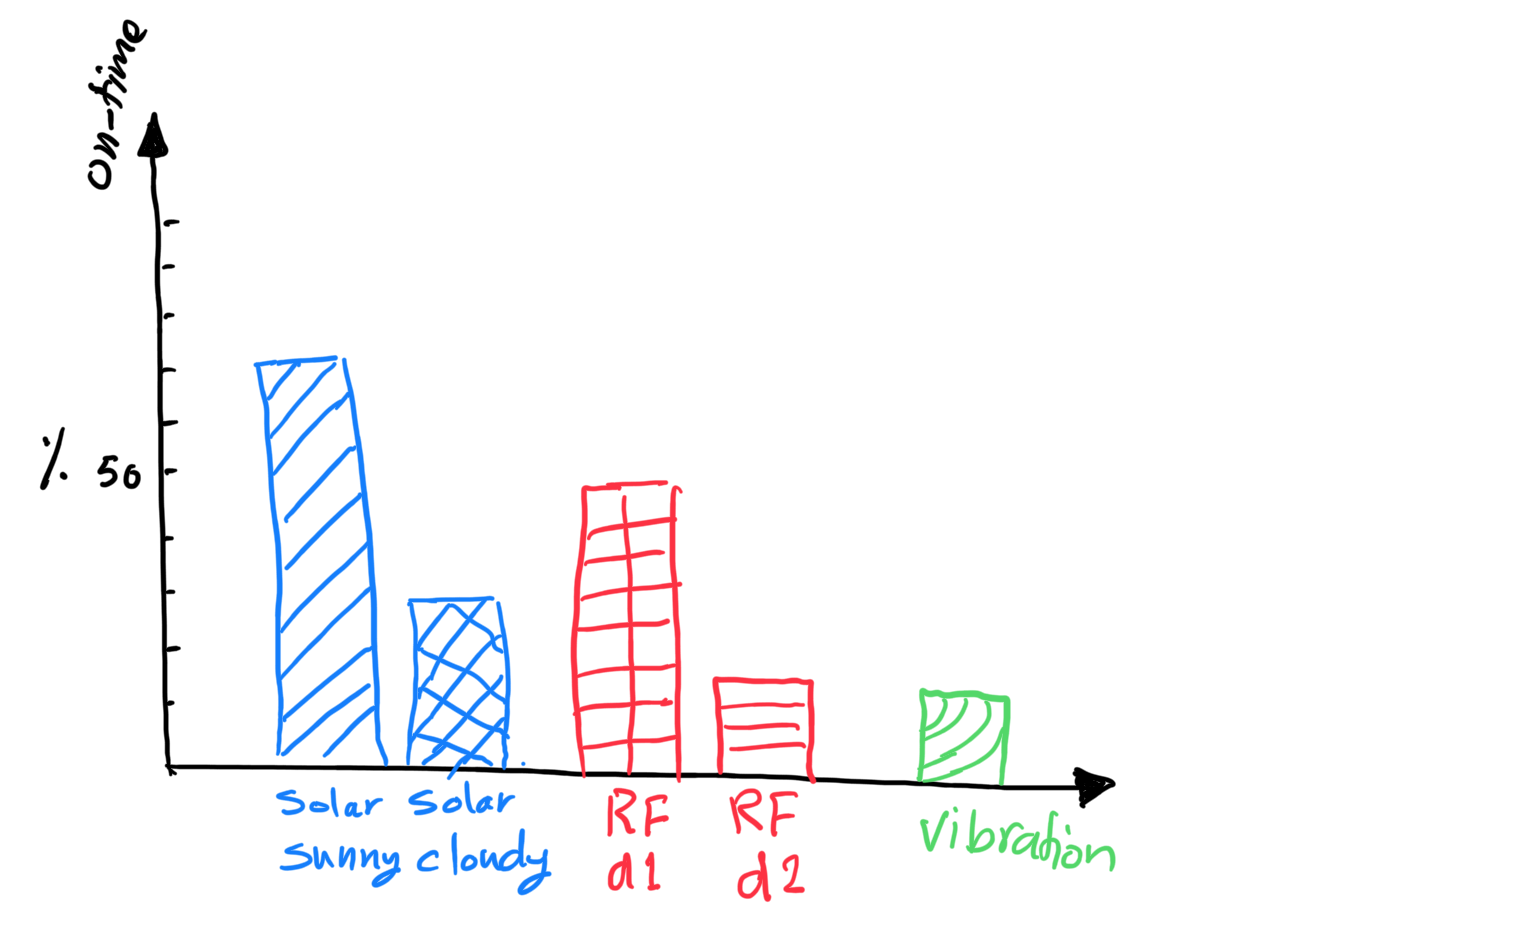 on-time
% 50
Solar Solar
sunny cloudy
RF RF
d1 d2
Vibration